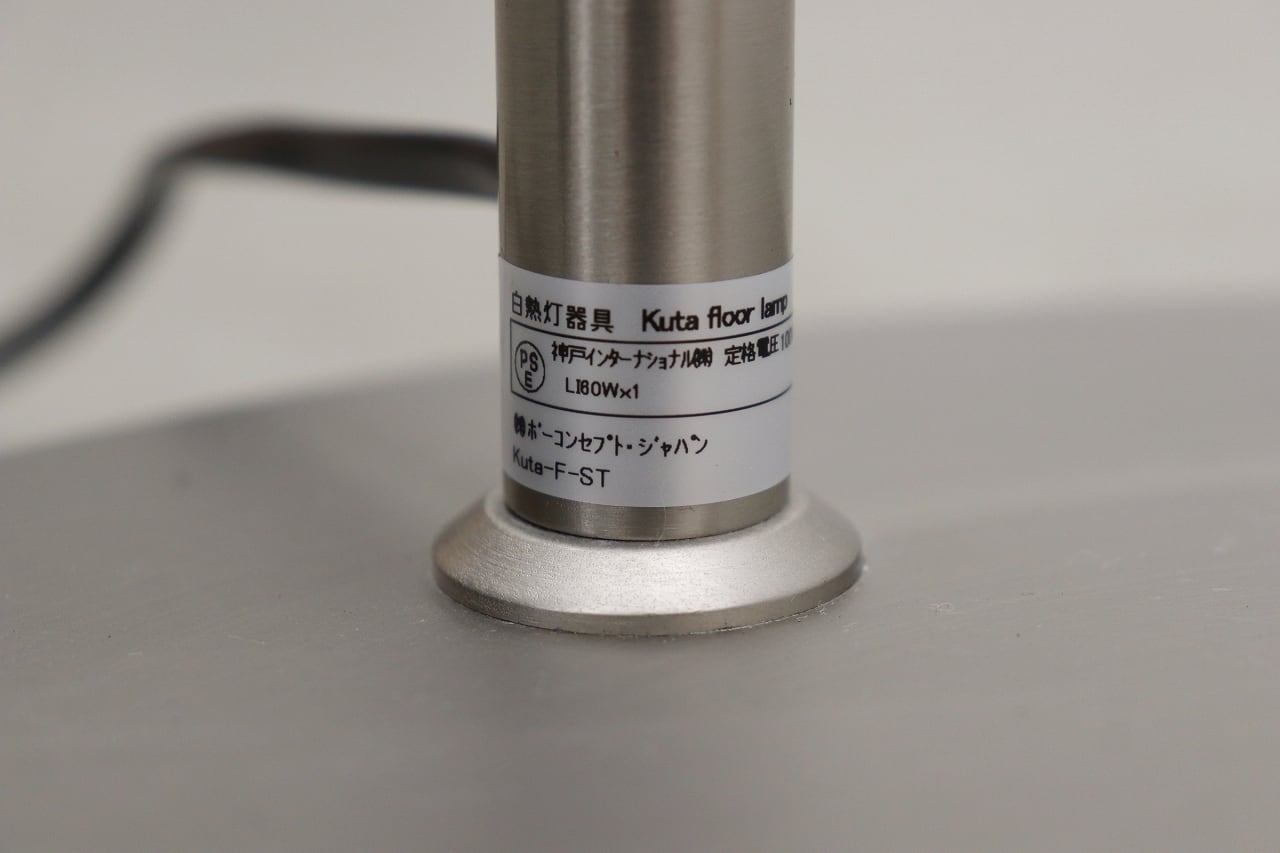 白熱灯器具 Kuta floor lamp
PS
E
神戸インターナショナル㈱ 定格電圧100
LI60W×1
㈱ボーコンセプト・ジャパン
Kuta-F-ST